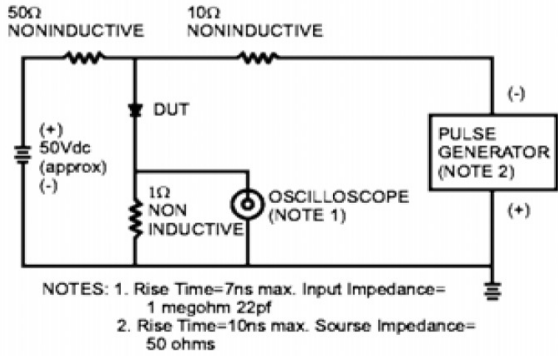 50Ω
NONINDUCTIVE
10Ω
NONINDUCTIVE
DUT
(+)
50Vdc
(approx)
(-)
1Ω
NON
INDUCTIVE
OSCILLOSCOPE
(NOTE 1)
(-)
PULSE
GENERATOR
(NOTE 2)
(+)
NOTES: 1. Rise Time=7ns max. Input Impedance=
1 megohm 22pf
2. Rise Time=10ns max. Sourse Impedance=
50 ohms